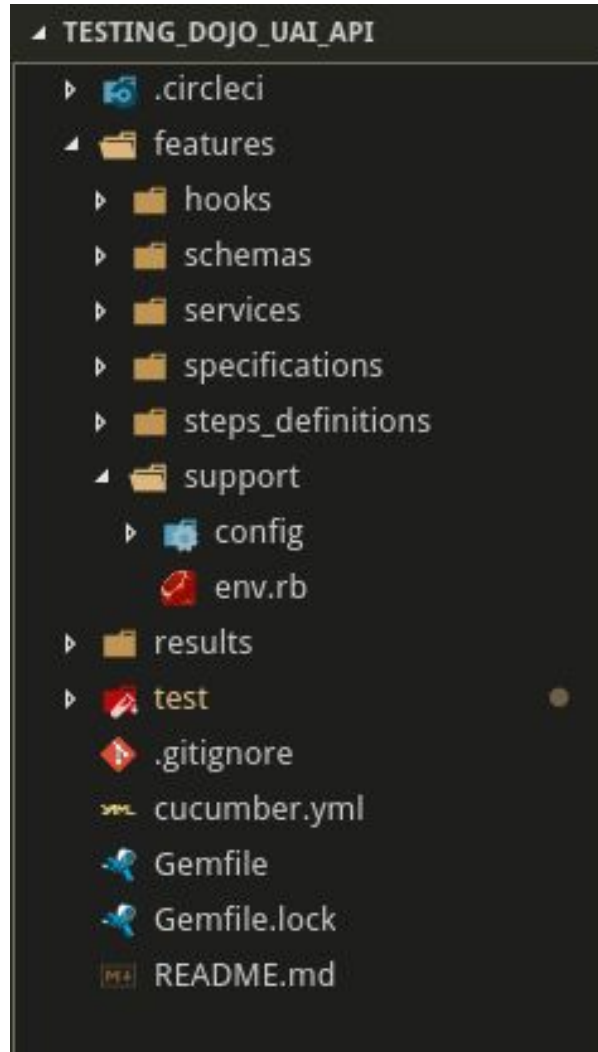 TESTING_DOJO_UAI_API
.circleci
features
hooks
schemas
services
specifications
steps_definitions
support
config
env.rb
results
test
.gitignore
YAML cucumber.yml
Gemfile
Gemfile.lock
M↓ README.md